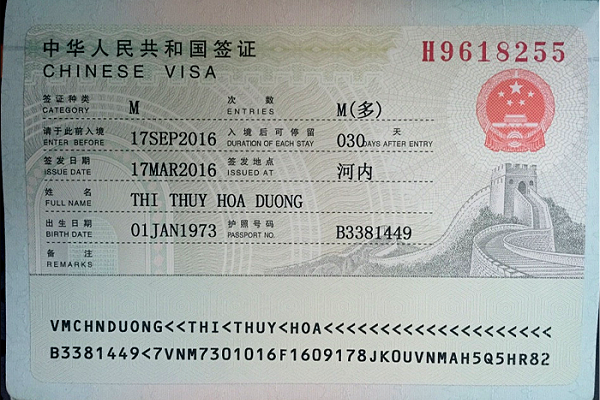 中华人民共和国签证 H9618255
CHINESE VISA
签证种类 CATEGORY M 次数 ENTRIES M(多)
请于此前入境 ENTER BEFORE 17SEP2016 入境后可停留 DURATION OF EACH STAY 030 天 DAYS AFTER ENTRY
签发日期 ISSUE DATE 17MAR2016 签发地点 ISSUED AT 河内
姓名 FULL NAME THI THUY HOA DUONG
出生日期 BIRTH DATE 01JAN1973 护照号码 PASSPORT NO. B3381449
备注 REMARKS
VMCHNDUONG<<THI<THUY<HOA<<<<<<<<<<<<<<<<<<<<
B3381449<7VNM7301016F1609178JKOUVNMAH5Q5HR82